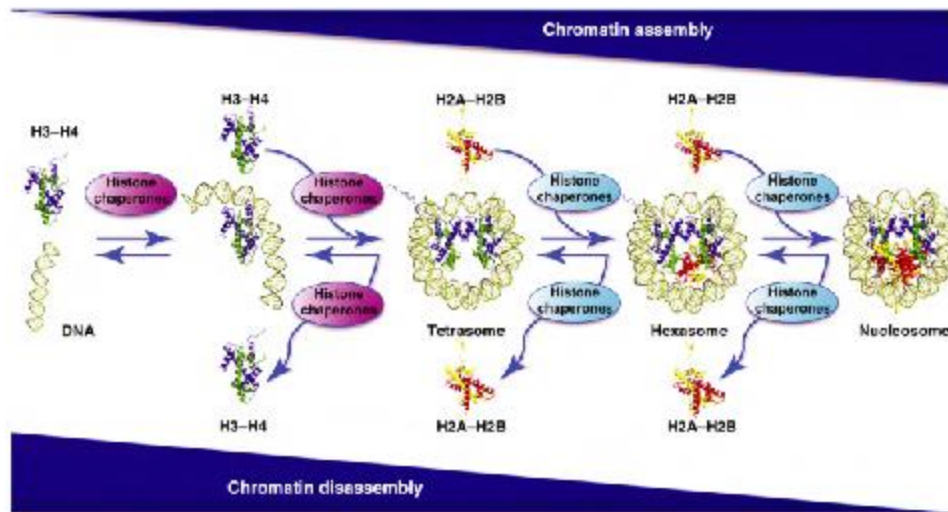 Chromatin assembly
H3–H4
H2A–H2B
H2A–H2B
H3–H4
Histone
chaperones
Histone
chaperones
Histone
chaperones
Histone
chaperones
Histone
chaperones
Histone
chaperones
Histone
chaperones
DNA
Tetrasome
Hexasome
Nucleosome
H3–H4
H2A–H2B
H2A–H2B
Chromatin disassembly